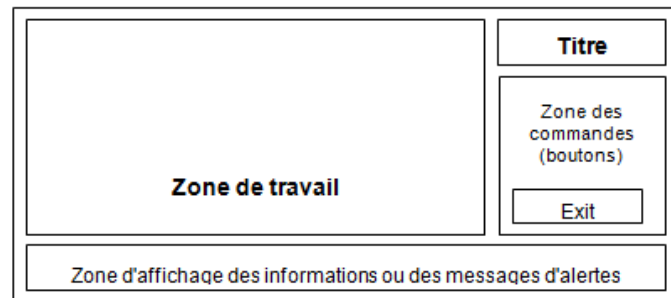 Titre
Zone des
commandes
(boutons)
Zone de travail
Exit
Zone d'affichage des informations ou des messages d'alertes